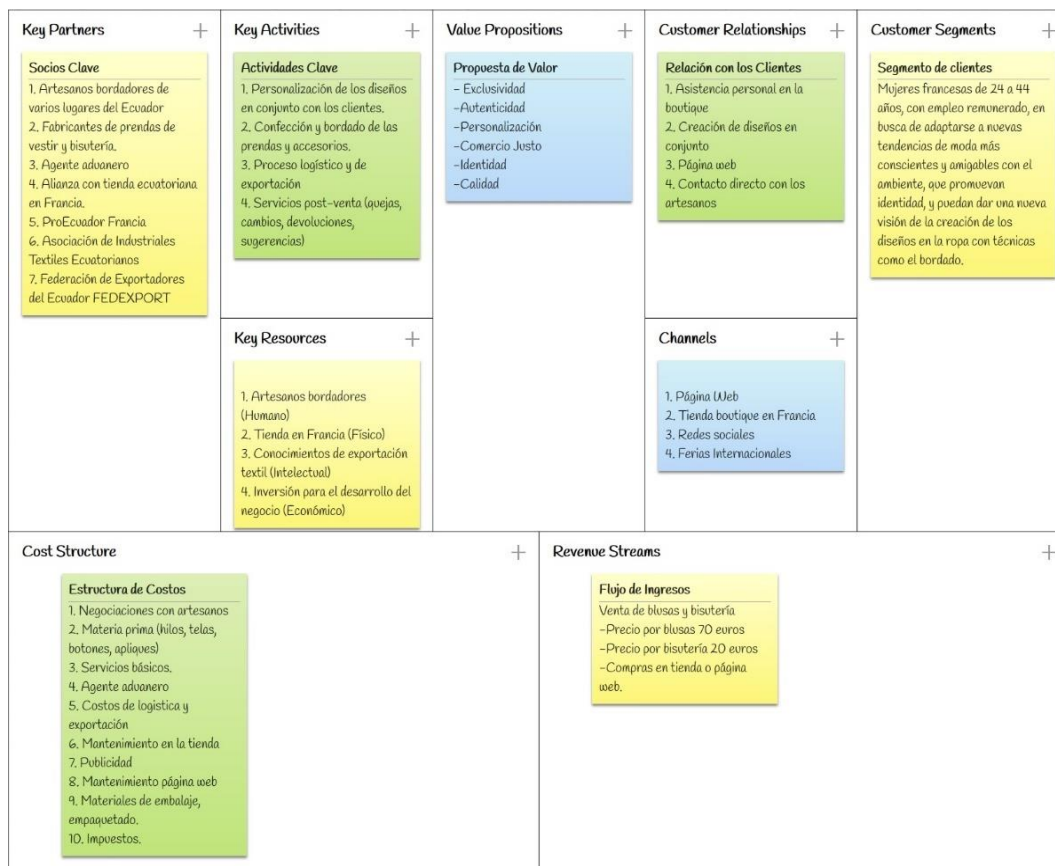 Key Partners +
Socios Clave
1. Artesanos bordadores de
varios lugares del Ecuador
2. Fabricantes de prendas de
vestir y bisutería.
3. Agente aduanero
4. Alianza con tienda ecuatoriana
en Francia.
5. ProEcuador Francia
6. Asociación de Industriales
Textiles Ecuatorianos
7. Federación de Exportadores
del Ecuador FEDEXPORT
Key Activities +
Actividades Clave
1. Personalización de los diseños
en conjunto con los clientes.
2. Confección y bordado de las
prendas y accesorios.
3. Proceso logístico y de
exportación
4. Servicios post-venta (quejas,
cambios, devoluciones,
sugerencias)
Key Resources +
1. Artesanos bordadores
(Humano)
2. Tienda en Francia (Físico)
3. Conocimientos de exportación
textil (Intelectual)
4. Inversión para el desarrollo del
negocio (Económico)
Value Propositions +
Propuesta de Valor
- Exclusividad
-Autenticidad
-Personalización
-Comercio Justo
-Identidad
-Calidad
Customer Relationships +
Relación con los Clientes
1. Asistencia personal en la
boutique
2. Creación de diseños en
conjunto
3. Página web
4. Contacto directo con los
artesanos
Channels +
1. Página Web
2. Tienda boutique en Francia
3. Redes sociales
4. Ferias Internacionales
Customer Segments +
Segmento de clientes
Mujeres francesas de 24 a 44
años, con empleo remunerado, en
busca de adaptarse a nuevas
tendencias de moda más
conscientes y amigables con el
ambiente, que promuevan
identidad, y puedan dar una nueva
visión de la creación de los
diseños en la ropa con técnicas
como el bordado.
Cost Structure +
Estructura de Costos
1. Negociaciones con artesanos
2. Materia prima (hilos, telas,
botones, apliques)
3. Servicios básicos.
4. Agente aduanero
5. Costos de logística y
exportación
6. Mantenimiento en la tienda
7. Publicidad
8. Mantenimiento página web
9. Materiales de embalaje,
empaquetado.
10. Impuestos.
Revenue Streams +
Flujo de Ingresos
Venta de blusas y bisutería
-Precio por blusas 70 euros
-Precio por bisutería 20 euros
-Compras en tienda o página
web.